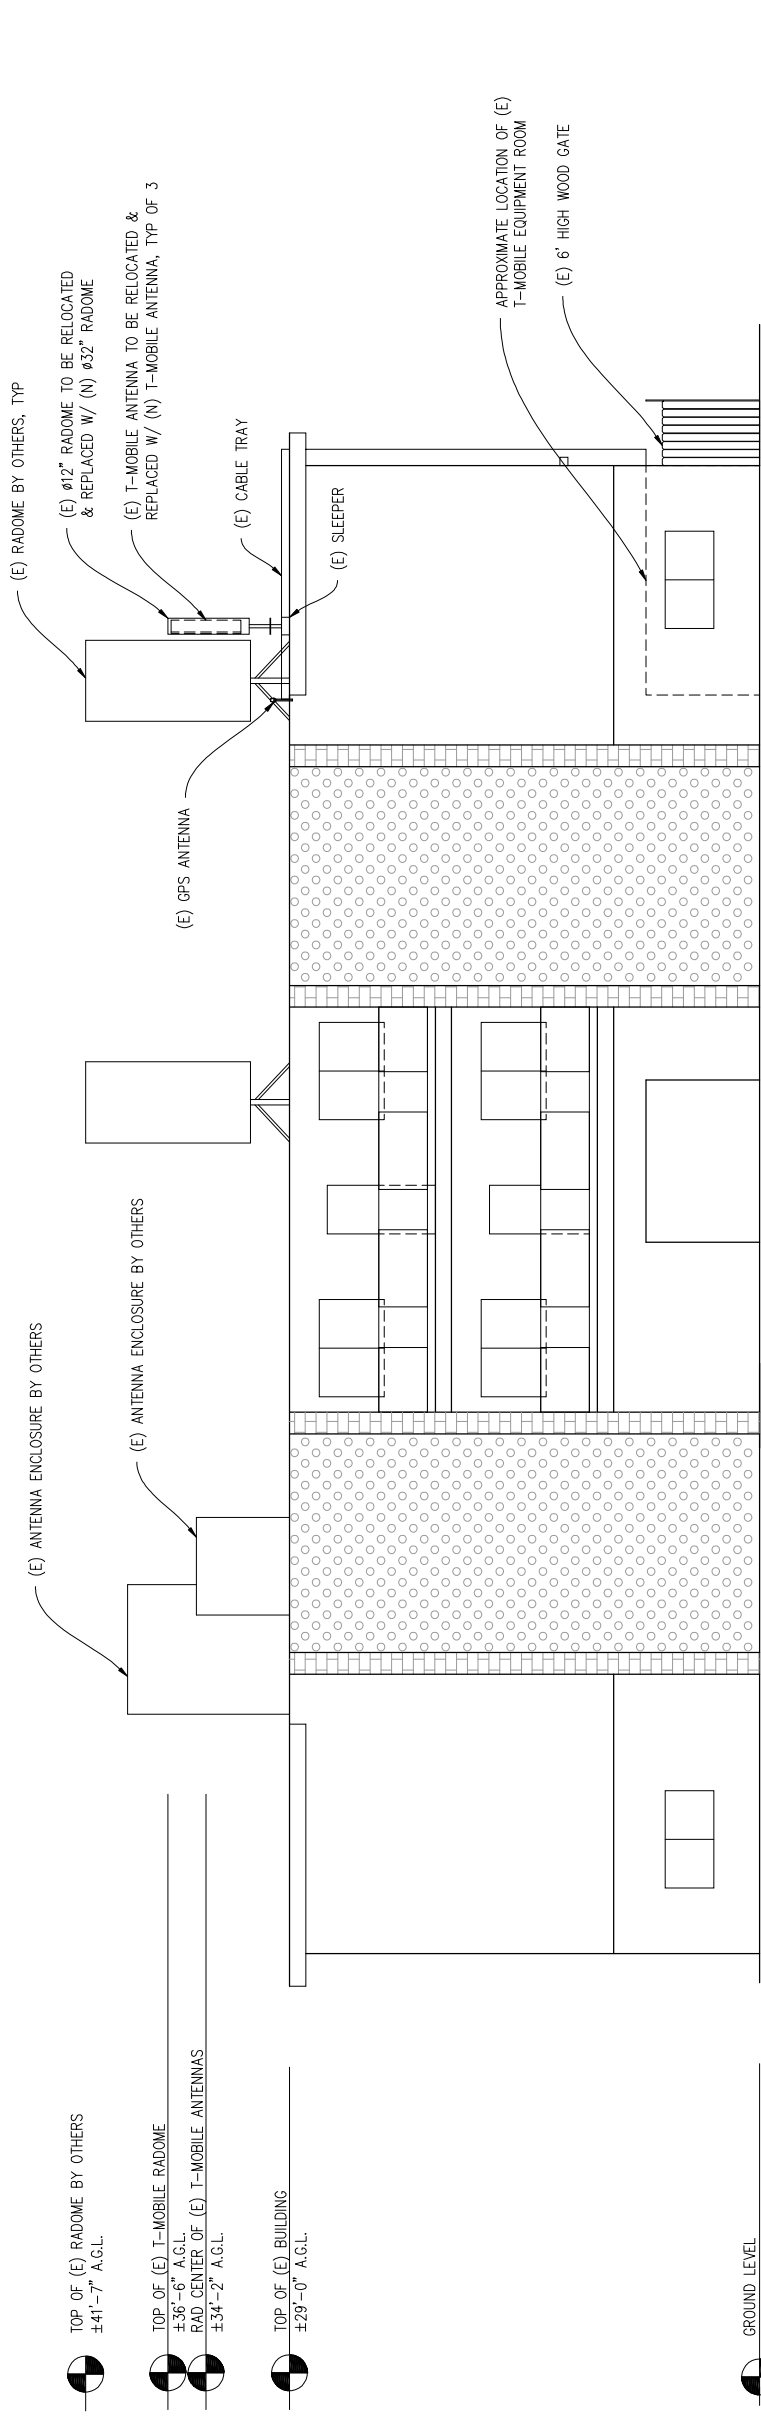 (E) RADOME BY OTHERS, TYP
(E) ø12" RADOME TO BE RELOCATED
& REPLACED W/ (N) ø32" RADOME
(E) T-MOBILE ANTENNA TO BE RELOCATED &
REPLACED W/ (N) T-MOBILE ANTENNA, TYP OF 3
(E) CABLE TRAY
(E) SLEEPER
APPROXIMATE LOCATION OF (E)
T-MOBILE EQUIPMENT ROOM
(E) 6' HIGH WOOD GATE
(E) GPS ANTENNA
(E) ANTENNA ENCLOSURE BY OTHERS
(E) ANTENNA ENCLOSURE BY OTHERS
TOP OF (E) RADOME BY OTHERS
±41'-7" A.G.L.
TOP OF (E) T-MOBILE RADOME
±36'-6" A.G.L.
RAD CENTER OF (E) T-MOBILE ANTENNAS
±34'-2" A.G.L.
TOP OF (E) BUILDING
±29'-0" A.G.L.
GROUND LEVEL